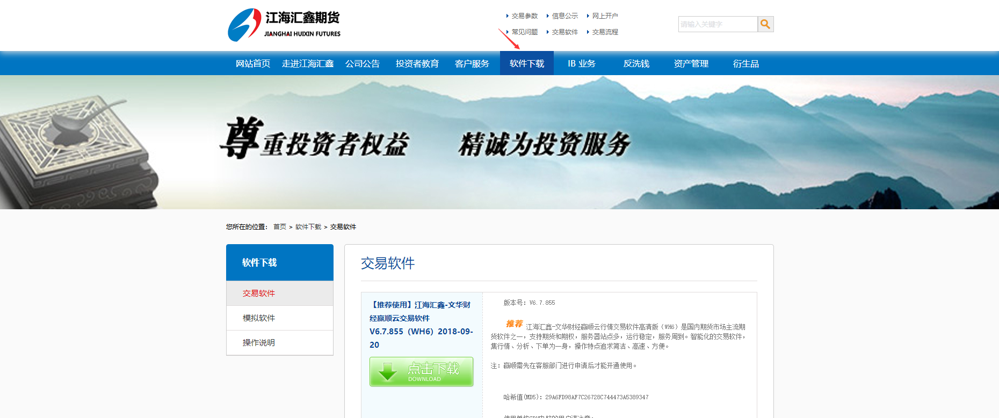 江海汇鑫期货
JIANGHAI HUIXIN FUTURES
交易参数 信息公示 网上开户
常见问题 交易软件 交易流程
请输入关键字
网站首页 走进江海汇鑫 公司公告 投资者教育 客户服务 软件下载 IB 业务 反洗钱 资产管理 衍生品
尊重投资者权益 精诚为投资服务
您所在的位置： 首页 > 软件下载 > 交易软件
软件下载
交易软件
模拟软件
操作说明
交易软件
【推荐使用】江海汇鑫-文华财
经赢顺云交易软件
V6.7.855（WH6）2018-09-
20
点击下载
DOWNLOAD
版本号：V6.7.855
推荐 江海汇鑫-文华财经赢顺云行情交易软件高清版（WH6）是国内期货市场主流期
货软件之一，支持期货和期权，服务器站点多，运行稳定，服务周到。智能化的交易软件，
集行情、分析、下单为一身，操作特点追求简洁、高速、方便。
注：赢顺需先在客服部门进行申请后才能开通使用。
哈希值(MD5)：29A6FD98AF7C26728C744473A5389347